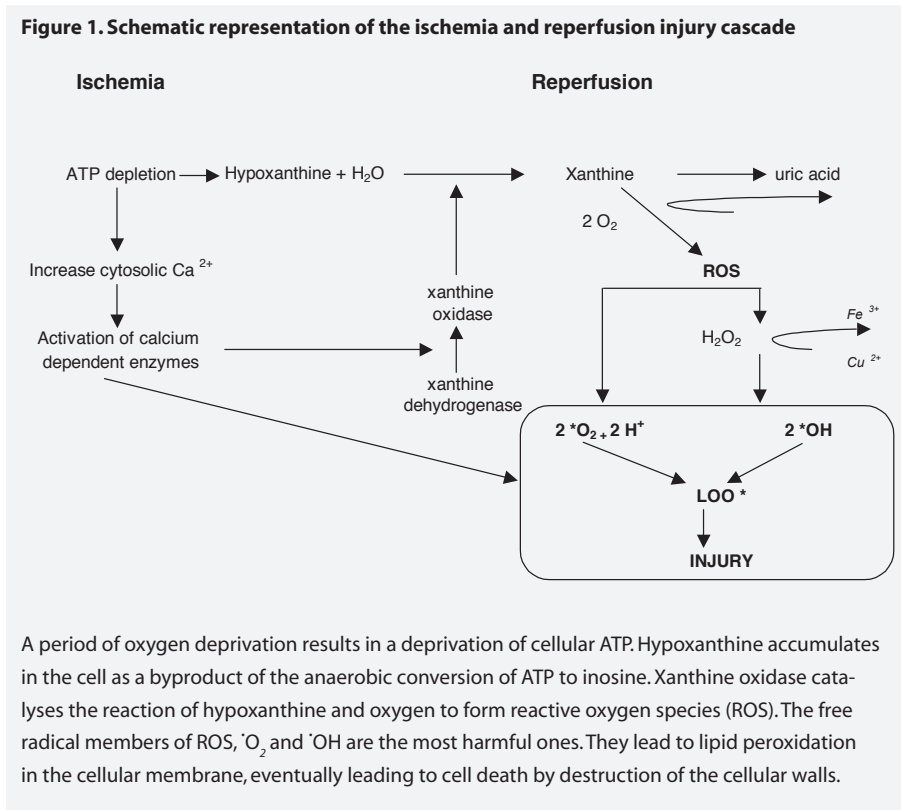 Figure 1. Schematic representation of the ischemia and reperfusion injury cascade
Ischemia
Reperfusion
ATP depletion
Hypoxanthine + H₂O
Xanthine
uric acid
2 O₂
Increase cytosolic Ca ²⁺
ROS
xanthine
oxidase
Activation of calcium
dependent enzymes
H₂O₂
Fe ³⁺
Cu ²⁺
xanthine
dehydrogenase
2 *O₂ ₊ 2 H⁺
2 *OH
LOO *
INJURY
A period of oxygen deprivation results in a deprivation of cellular ATP. Hypoxanthine accumulates
in the cell as a byproduct of the anaerobic conversion of ATP to inosine. Xanthine oxidase cata-
lyses the reaction of hypoxanthine and oxygen to form reactive oxygen species (ROS). The free
radical members of ROS, ˙O₂ and ˙OH are the most harmful ones. They lead to lipid peroxidation
in the cellular membrane, eventually leading to cell death by destruction of the cellular walls.